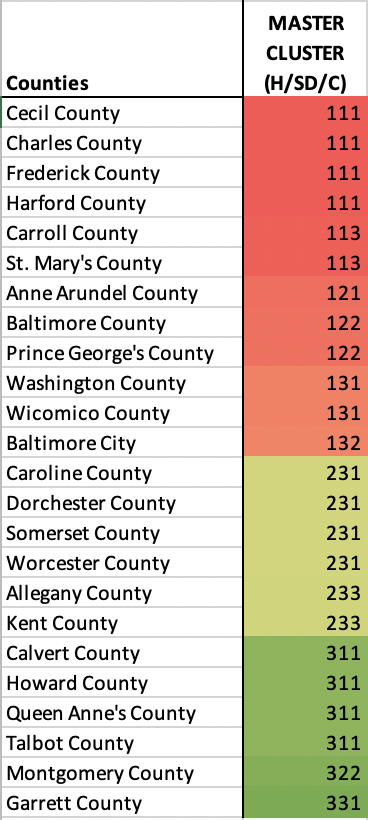 MASTER
CLUSTER
Counties (H/SD/C)
Cecil County 111
Charles County 111
Frederick County 111
Harford County 111
Carroll County 113
St. Mary's County 113
Anne Arundel County 121
Baltimore County 122
Prince George's County 122
Washington County 131
Wicomico County 131
Baltimore City 132
Caroline County 231
Dorchester County 231
Somerset County 231
Worcester County 231
Allegany County 233
Kent County 233
Calvert County 311
Howard County 311
Queen Anne's County 311
Talbot County 311
Montgomery County 322
Garrett County 331